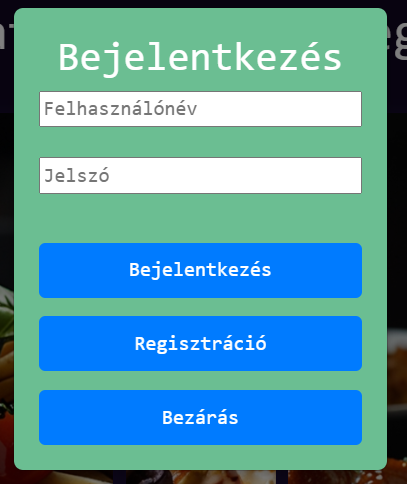 Bejelentkezés
Felhasználónév
Jelszó
Bejelentkezés
Regisztráció
Bezárás